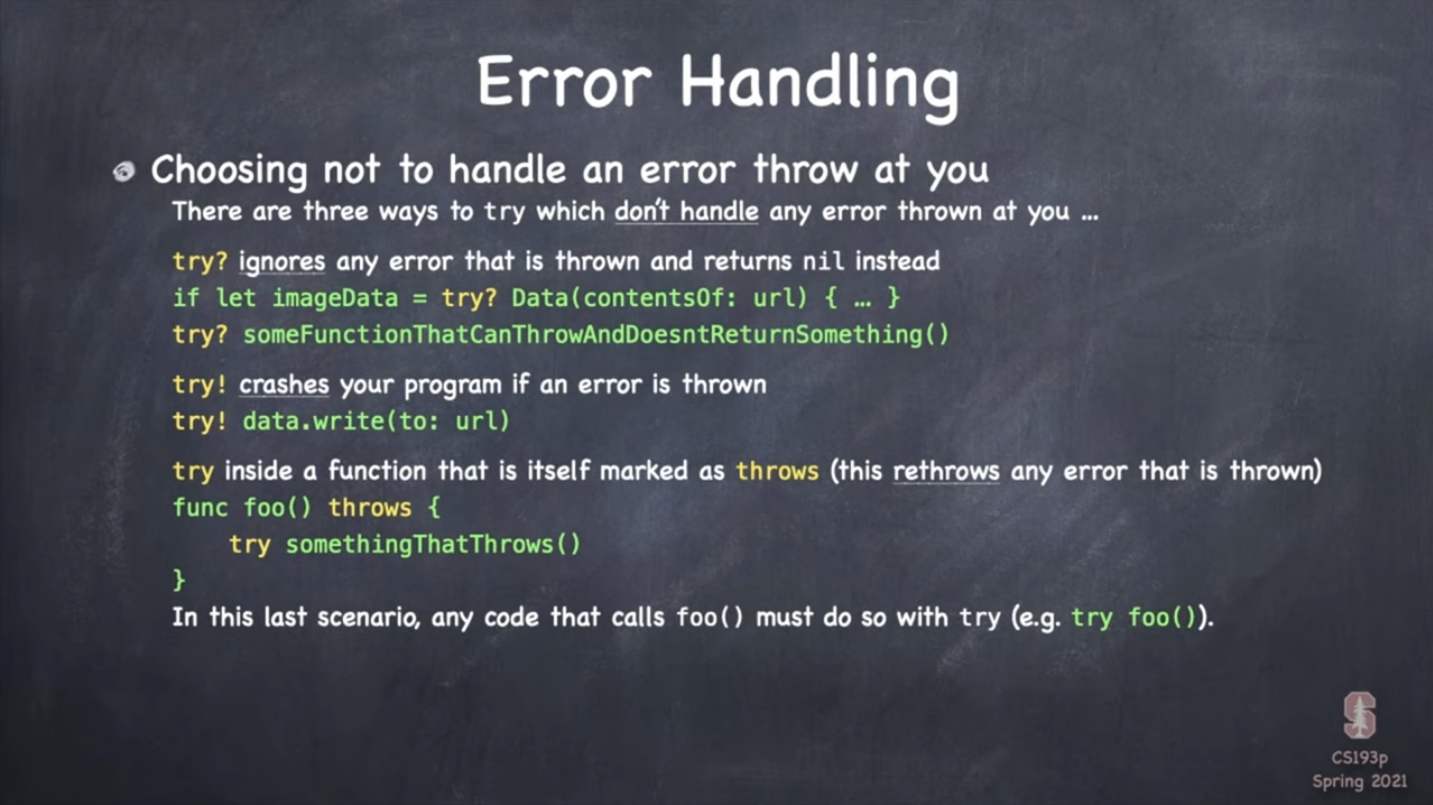 Error Handling
Choosing not to handle an error throw at you
There are three ways to try which don't handle any error thrown at you …
try? ignores any error that is thrown and returns nil instead
if let imageData = try? Data(contentsOf: url) { … }
try? someFunctionThatCanThrowAndDoesntReturnSomething()
try! crashes your program if an error is thrown
try! data.write(to: url)
try inside a function that is itself marked as throws (this rethrows any error that is thrown)
func foo() throws {
    try somethingThatThrows()
}
In this last scenario, any code that calls foo() must do so with try (e.g. try foo()).
S
CS193p
Spring 2021